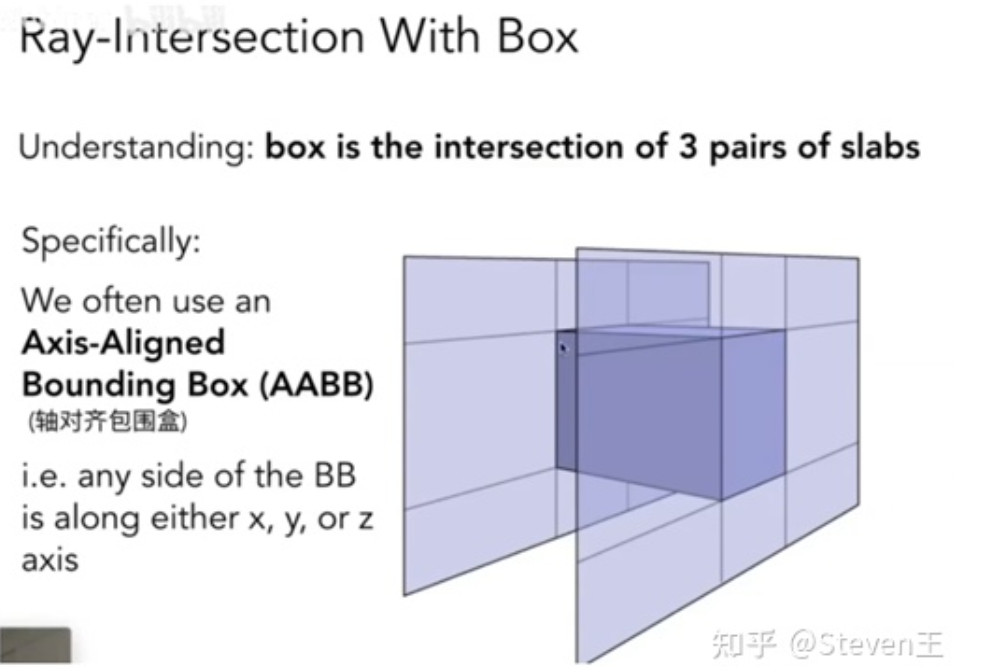 Ray-Intersection With Box
Understanding: box is the intersection of 3 pairs of slabs
Specifically:
We often use an
Axis-Aligned
Bounding Box (AABB)
(轴对齐包围盒)
i.e. any side of the BB
is along either x, y, or z
axis
知乎 @Steven王